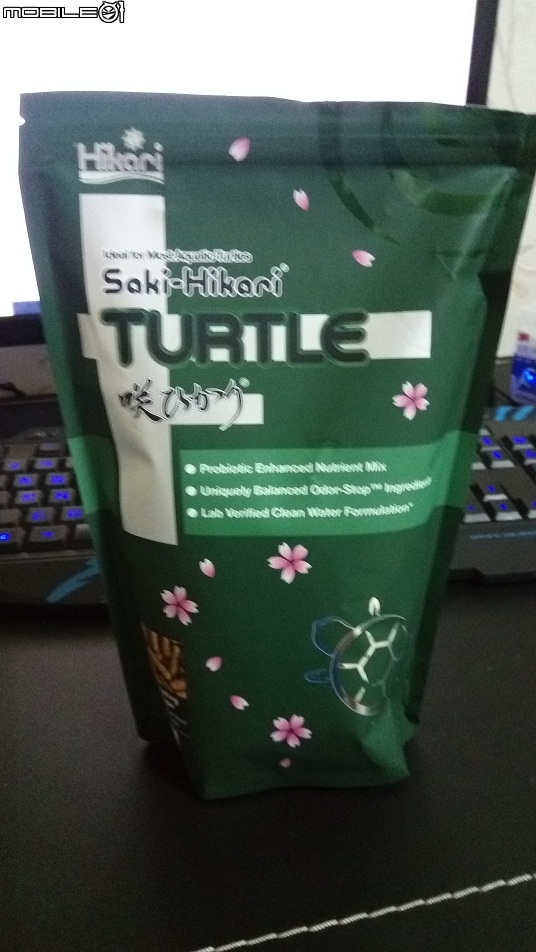 MOBILE01
Hikari
Ideal for Most Aquatic Turtles
Saki-Hikari®
TURTLE
咲ひかり®
Probiotic Enhanced Nutrient Mix
Uniquely Balanced Odor-Stop™ Ingredient
Lab Verified Clean Water Formulation